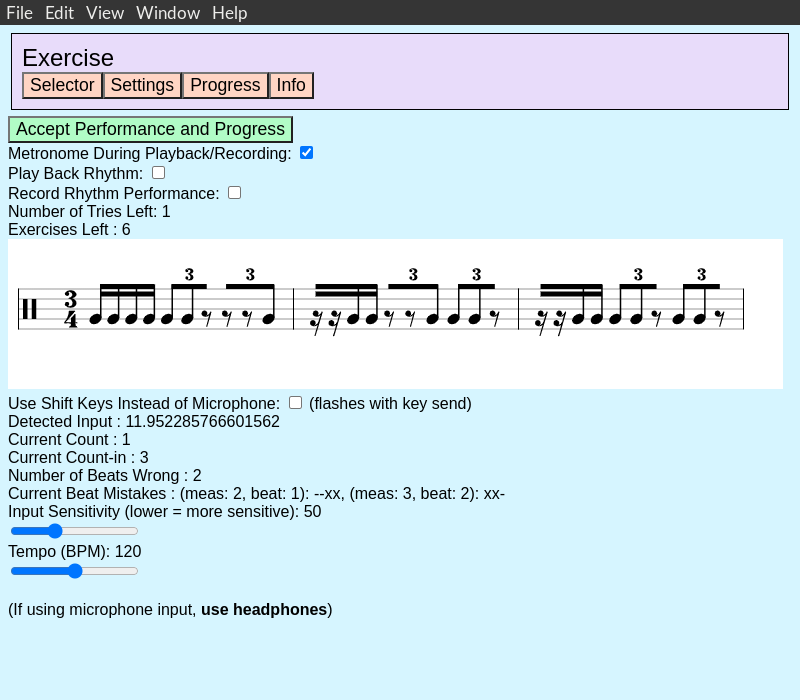 File Edit View Window Help
Exercise
Selector Settings Progress Info
Accept Performance and Progress
Metronome During Playback/Recording:
Play Back Rhythm:
Record Rhythm Performance:
Number of Tries Left: 1
Exercises Left : 6
3 3 3 3 3 3
3
4
Use Shift Keys Instead of Microphone: (flashes with key send)
Detected Input : 11.952285766601562
Current Count : 1
Current Count-in : 3
Number of Beats Wrong : 2
Current Beat Mistakes : (meas: 2, beat: 1): --xx, (meas: 3, beat: 2): xx-
Input Sensitivity (lower = more sensitive): 50
Tempo (BPM): 120
(If using microphone input, use headphones)